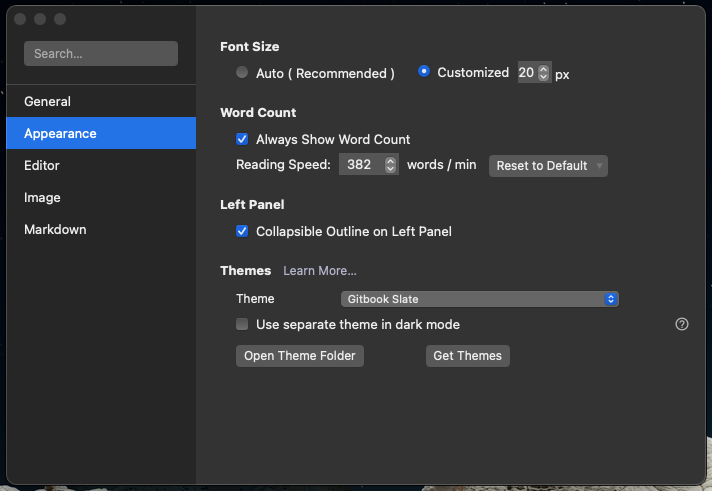 Search...
General
Appearance
Editor
Image
Markdown
Font Size
Auto ( Recommended ) Customized 20 px
Word Count
Always Show Word Count
Reading Speed: 382 words / min Reset to Default
Left Panel
Collapsible Outline on Left Panel
Themes Learn More...
Theme Gitbook Slate
Use separate theme in dark mode ?
Open Theme Folder Get Themes